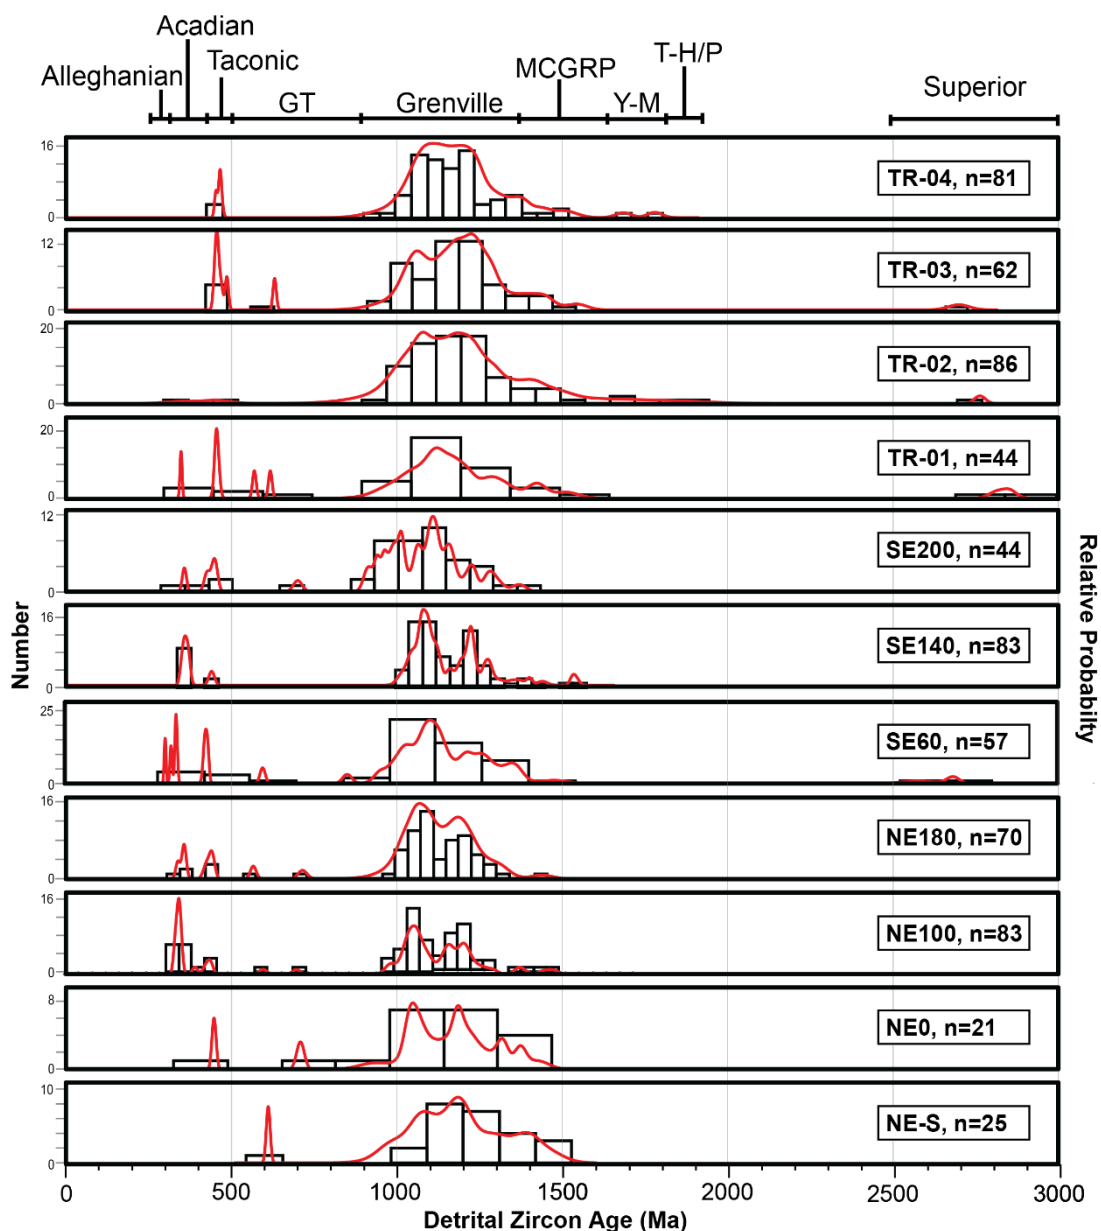 Acadian
Alleghanian
Taconic
GT
Grenville
MCGRP
Y-M
T-H/P
Superior
16
0
TR-04, n=81
12
0
TR-03, n=62
20
0
TR-02, n=86
20
0
TR-01, n=44
12
0
SE200, n=44
16
0
SE140, n=83
25
0
SE60, n=57
16
0
NE180, n=70
16
0
NE100, n=83
8
0
NE0, n=21
10
0
NE-S, n=25
Number
Relative Probabilty
0 500 1000 1500 2000 2500 3000
Detrital Zircon Age (Ma)